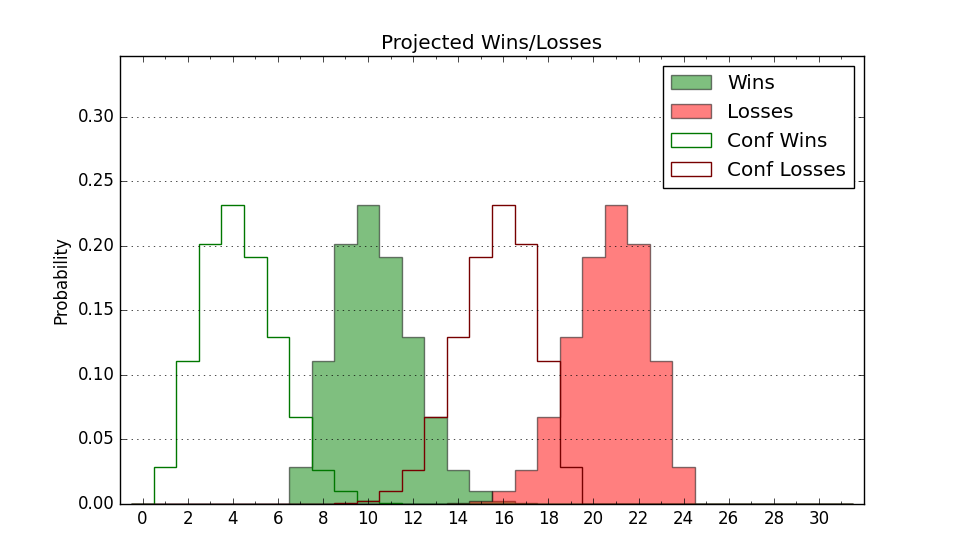 Projected Wins/Losses
Wins
Losses
Conf Wins
Conf Losses
Probability
0.30
0.25
0.20
0.15
0.10
0.05
0.00
0 2 4 6 8 10 12 14 16 18 20 22 24 26 28 30